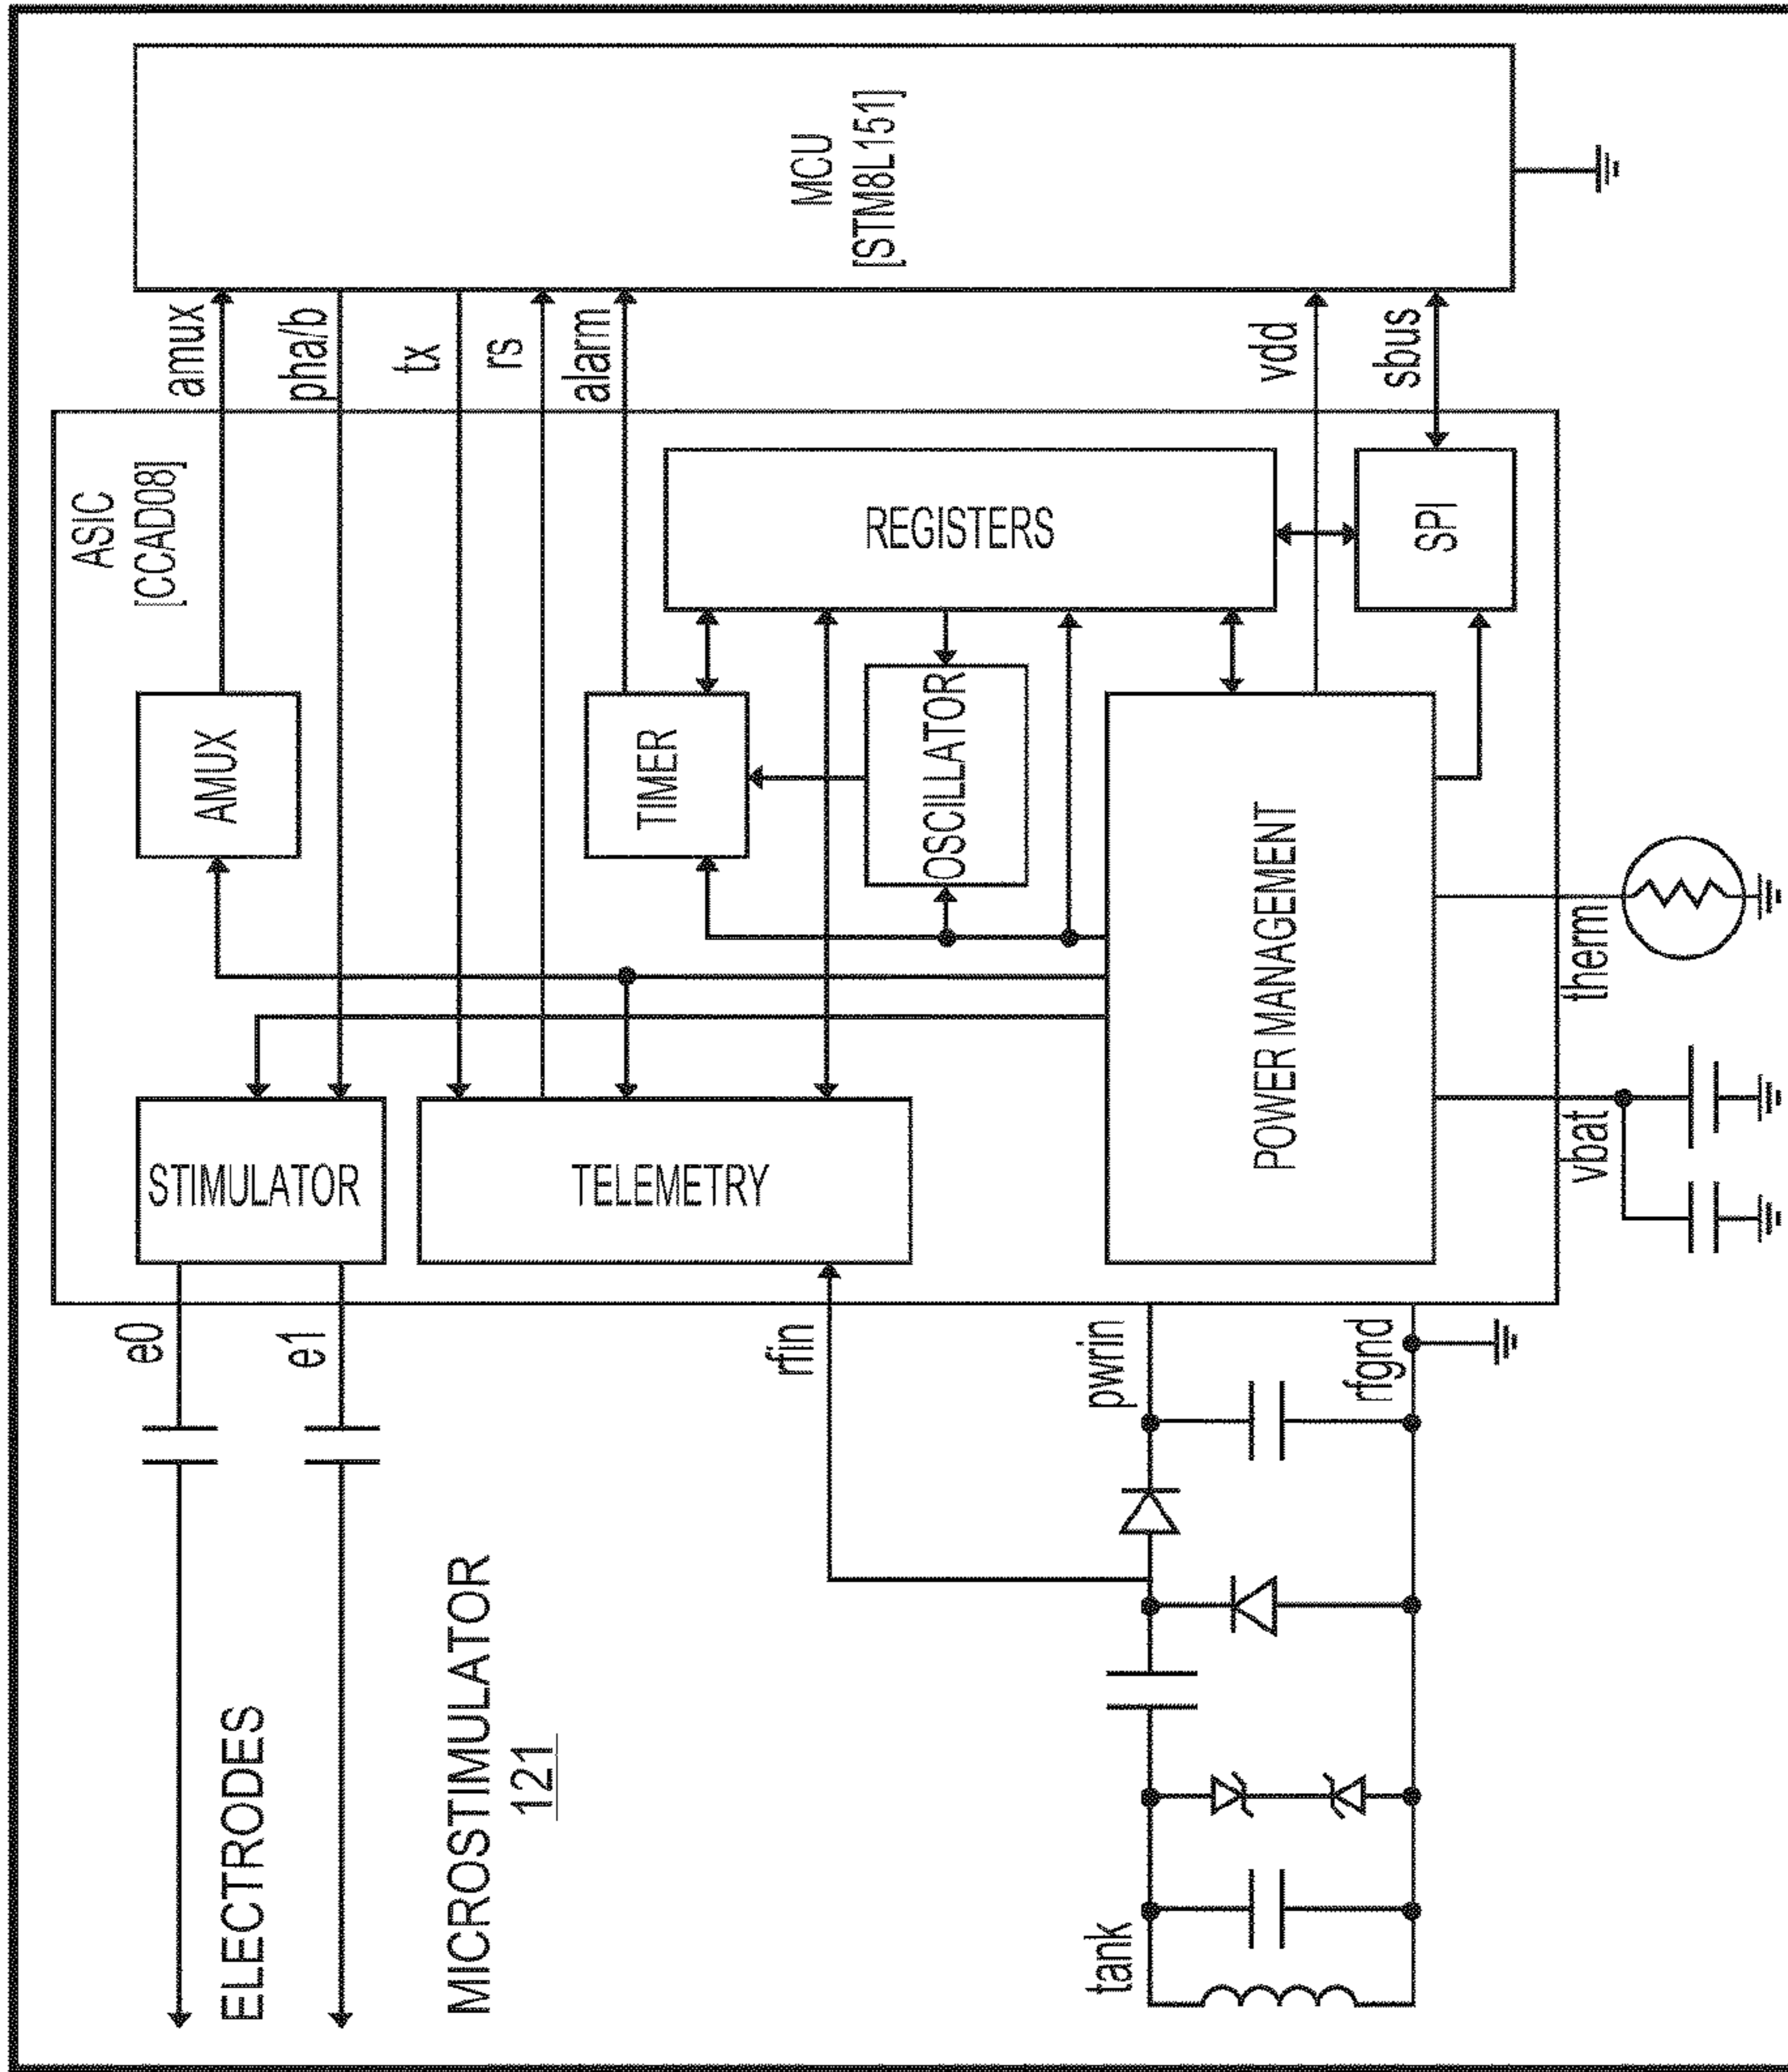 ELECTRODES
MICROSTIMULATOR
121
e0
e1
rfin
pwrin
rfgnd
tank
ASIC
[CCAD08]
STIMULATOR
AMUX
TELEMETRY
TIMER
OSCILLATOR
REGISTERS
POWER MANAGEMENT
SPI
vbat
therm
amux
pha/b
tx
rs
alarm
vdd
sbus
MCU
[STM8L151]